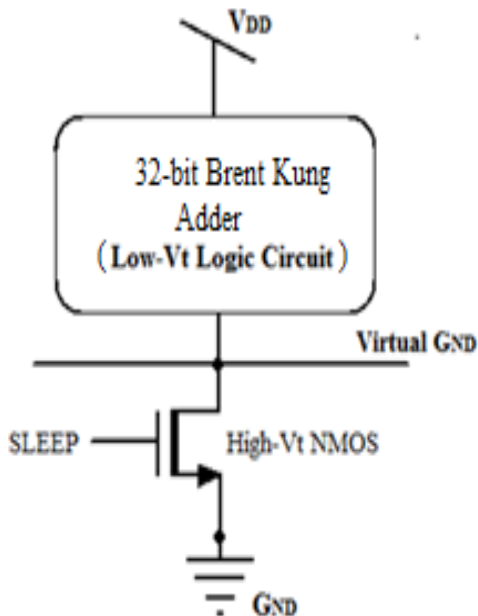 VDD
32-bit Brent Kung
Adder
(Low-Vt Logic Circuit)
Virtual GND
SLEEP
High-Vt NMOS
GND